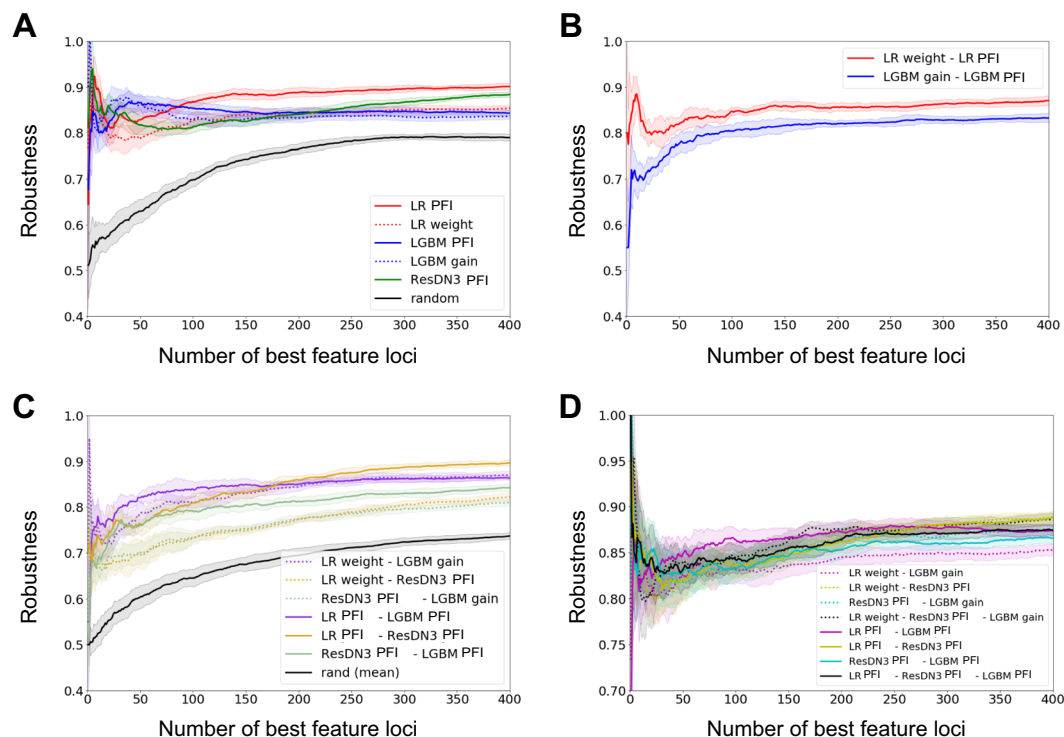 A
1.0
0.9
0.8
0.7
0.6
0.5
0.4
Robustness
LR PFI
LR weight
LGBM PFI
LGBM gain
ResDN3 PFI
random
0 50 100 150 200 250 300 350 400
Number of best feature loci
B
1.0
0.9
0.8
0.7
0.6
0.5
0.4
Robustness
LR weight - LR PFI
LGBM gain - LGBM PFI
0 50 100 150 200 250 300 350 400
Number of best feature loci
C
1.0
0.9
0.8
0.7
0.6
0.5
0.4
Robustness
LR weight - LGBM gain
LR weight - ResDN3 PFI
ResDN3 PFI - LGBM gain
LR PFI - LGBM PFI
LR PFI - ResDN3 PFI
ResDN3 PFI - LGBM PFI
rand (mean)
0 50 100 150 200 250 300 350 400
Number of best feature loci
D
1.00
0.95
0.90
0.85
0.80
0.75
0.70
Robustness
LR weight - LGBM gain
LR weight - ResDN3 PFI
ResDN3 PFI - LGBM gain
LR weight - ResDN3 PFI - LGBM gain
LR PFI - LGBM PFI
LR PFI - ResDN3 PFI
ResDN3 PFI - LGBM PFI
LR PFI - ResDN3 PFI - LGBM PFI
0 50 100 150 200 250 300 350 400
Number of best feature loci